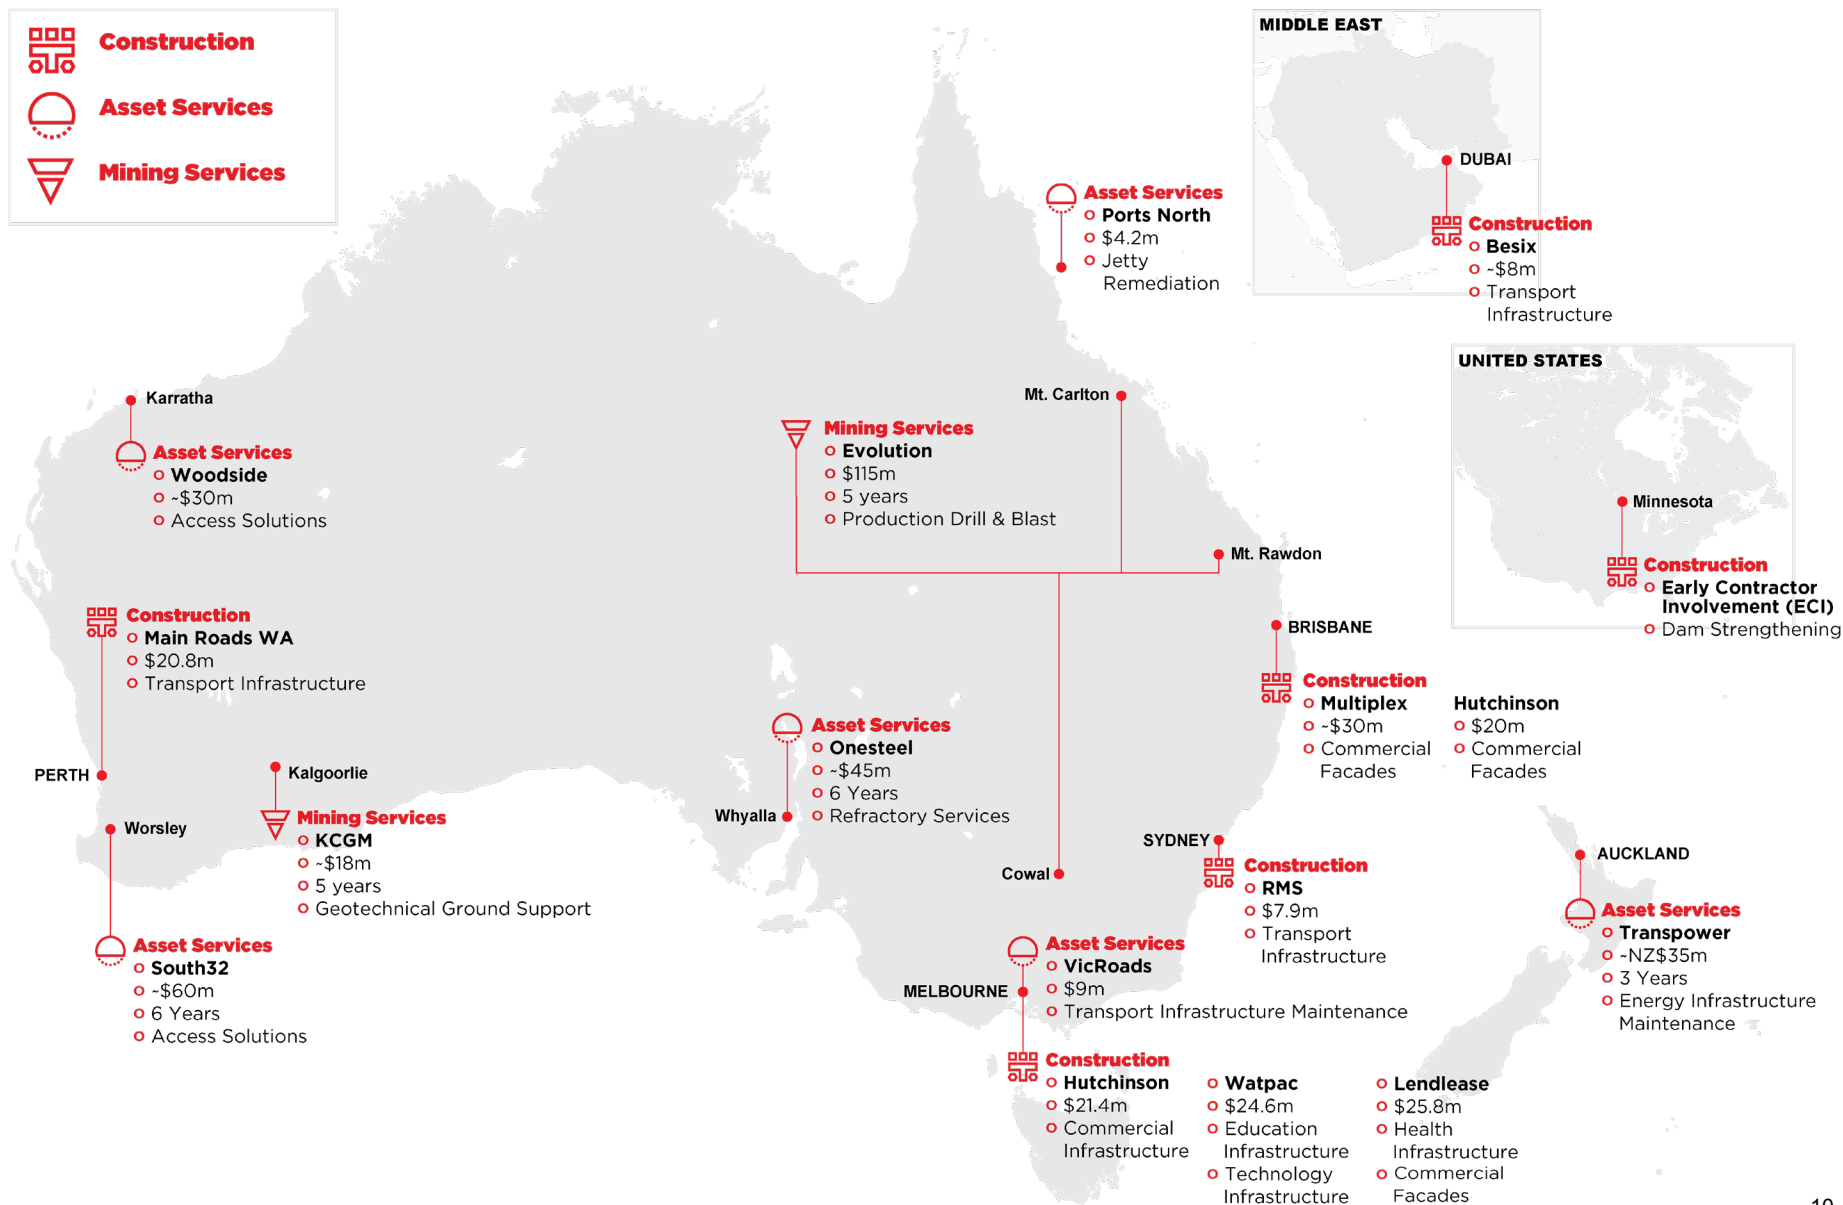 Construction
Asset Services
Mining Services
MIDDLE EAST
DUBAI
Construction
Besix
~$8m
Transport
Infrastructure
Asset Services
Ports North
$4.2m
Jetty
Remediation
UNITED STATES
Minnesota
Construction
Early Contractor
Involvement (ECI)
Dam Strengthening
Karratha
Asset Services
Woodside
~$30m
Access Solutions
Mt. Carlton
Mining Services
Evolution
$115m
5 years
Production Drill & Blast
Mt. Rawdon
Cowal
Construction
Main Roads WA
$20.8m
Transport Infrastructure
PERTH
BRISBANE
Construction
Multiplex
~$30m
Commercial
Facades
Hutchinson
$20m
Commercial
Facades
Asset Services
Onesteel
~$45m
6 Years
Refractory Services
Whyalla
Kalgoorlie
Mining Services
KCGM
~$18m
5 years
Geotechnical Ground Support
Worsley
Asset Services
South32
~$60m
6 Years
Access Solutions
SYDNEY
Construction
RMS
$7.9m
Transport
Infrastructure
AUCKLAND
Asset Services
Transpower
~NZ$35m
3 Years
Energy Infrastructure
Maintenance
Asset Services
VicRoads
$9m
Transport Infrastructure Maintenance
MELBOURNE
Construction
Hutchinson
$21.4m
Commercial
Infrastructure
Watpac
$24.6m
Education
Infrastructure
Technology
Infrastructure
Lendlease
$25.8m
Health
Infrastructure
Commercial
Facades